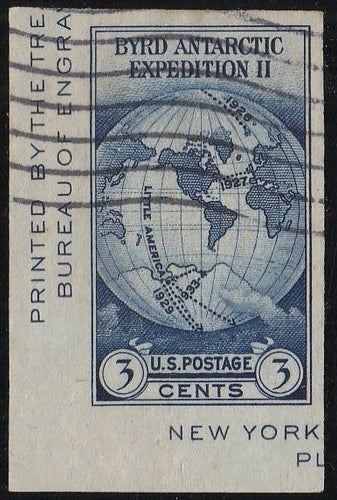 PRINTED BY THE TRE
BUREAU OF ENGRA
BYRD ANTARCTIC
EXPEDITION II
1926
1927
LITTLE AMERICA
1929
1933
3
U.S. POSTAGE
3
CENTS
NEW YORK
PL